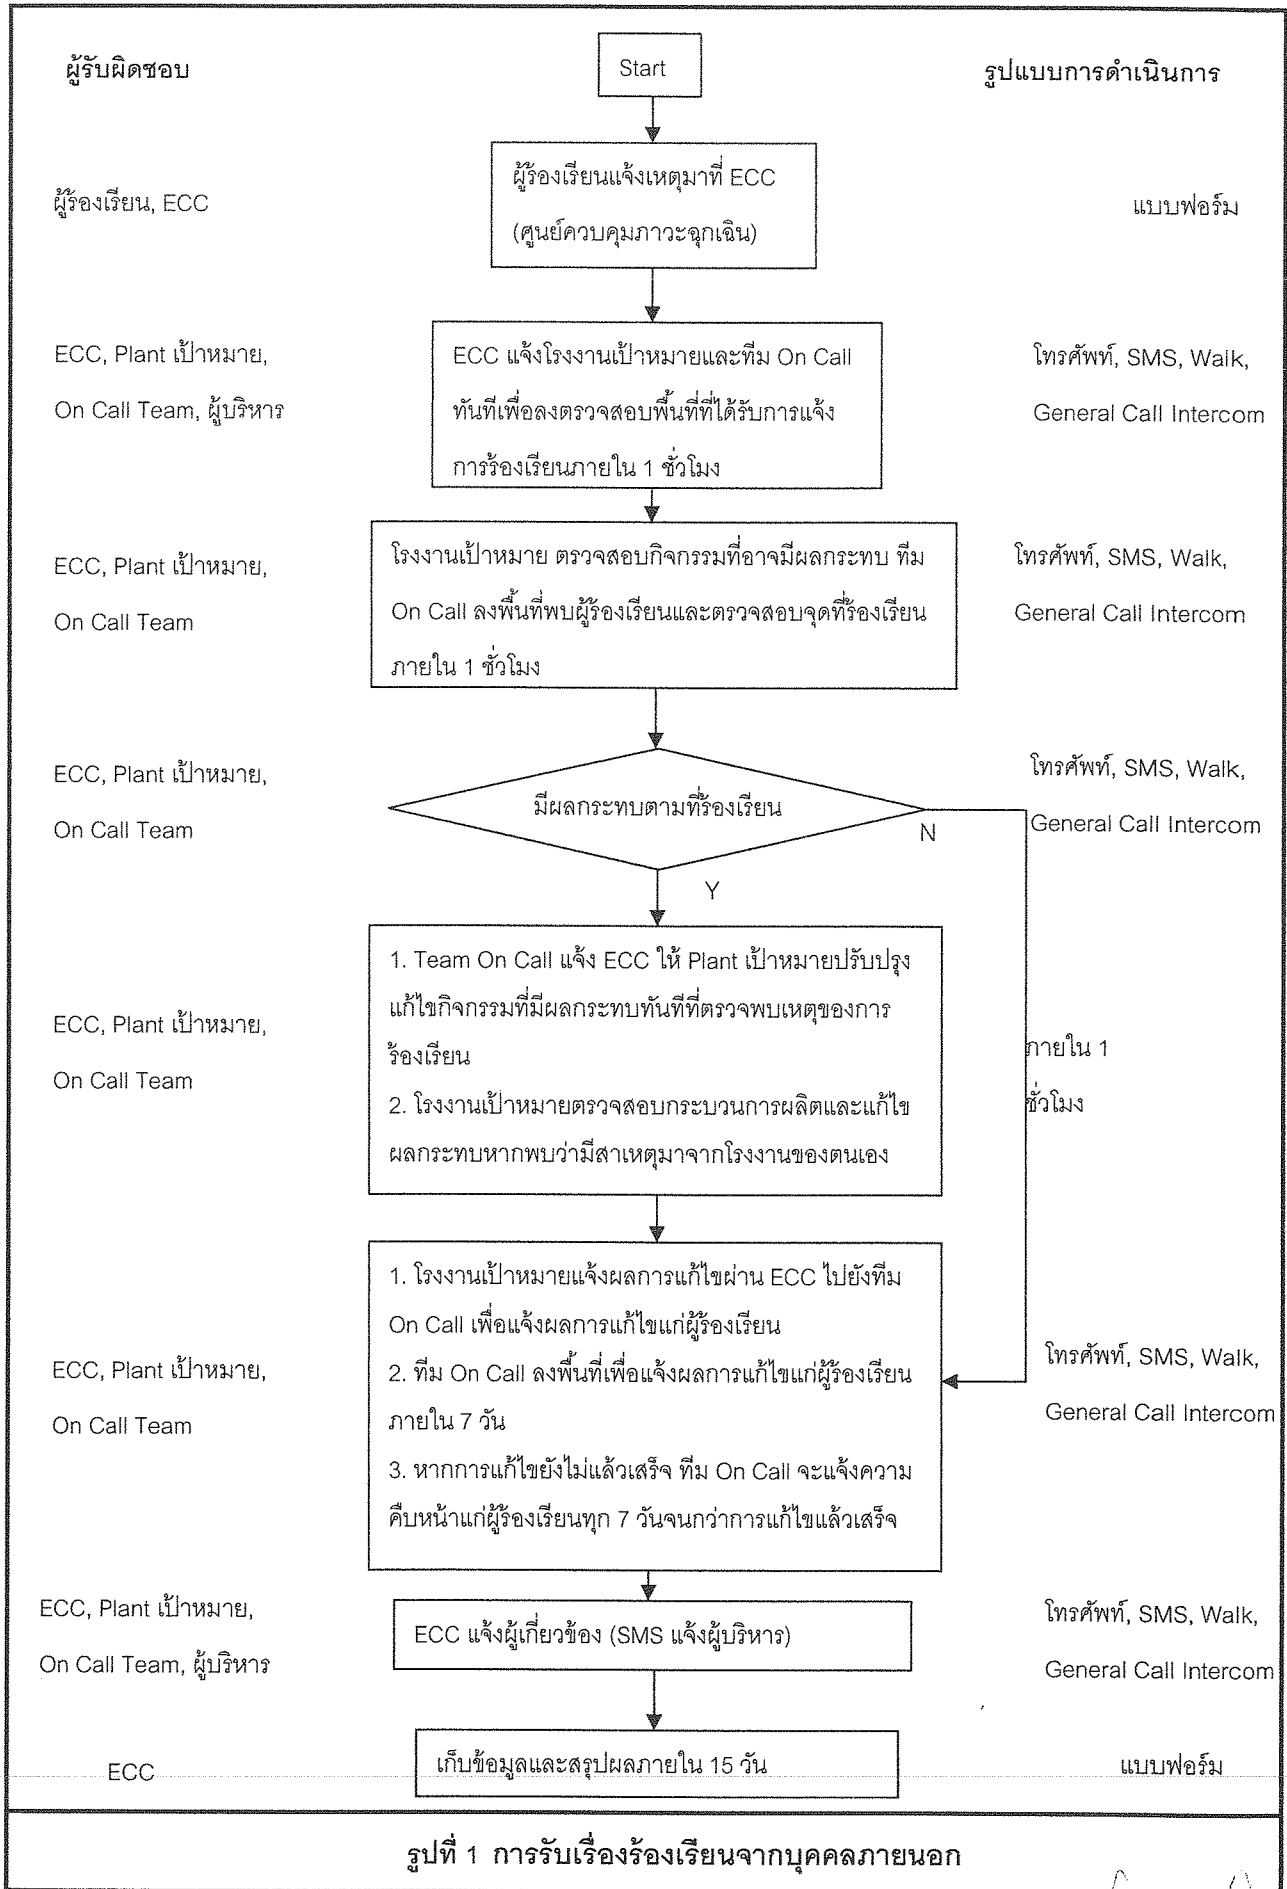 ผู้รับผิดชอบ
Start
รูปแบบการดำเนินการ
ผู้ร้องเรียน, ECC
ผู้ร้องเรียนแจ้งเหตุมาที่ ECC
(ศูนย์ควบคุมภาวะฉุกเฉิน)
แบบฟอร์ม
ECC, Plant เป้าหมาย,
On Call Team, ผู้บริหาร
ECC แจ้งโรงงานเป้าหมายและทีม On Call
ทันทีเพื่อลงตรวจสอบพื้นที่ที่ได้รับการแจ้ง
การร้องเรียนภายใน 1 ชั่วโมง
โทรศัพท์, SMS, Walk,
General Call Intercom
ECC, Plant เป้าหมาย,
On Call Team
โรงงานเป้าหมาย ตรวจสอบกิจกรรมที่อาจมีผลกระทบ ทีม
On Call ลงพื้นที่พบผู้ร้องเรียนและตรวจสอบจุดที่ร้องเรียน
ภายใน 1 ชั่วโมง
โทรศัพท์, SMS, Walk,
General Call Intercom
ECC, Plant เป้าหมาย,
On Call Team
มีผลกระทบตามที่ร้องเรียน
N
Y
โทรศัพท์, SMS, Walk,
General Call Intercom
ECC, Plant เป้าหมาย,
On Call Team
1. Team On Call แจ้ง ECC ให้ Plant เป้าหมายปรับปรุง
แก้ไขกิจกรรมที่มีผลกระทบทันทีที่ตรวจพบเหตุของการ
ร้องเรียน
2. โรงงานเป้าหมายตรวจสอบกระบวนการผลิตและแก้ไข
ผลกระทบหากพบว่ามีสาเหตุมาจากโรงงานของตนเอง
ภายใน 1
ชั่วโมง
ECC, Plant เป้าหมาย,
On Call Team
1. โรงงานเป้าหมายแจ้งผลการแก้ไขผ่าน ECC ไปยังทีม
On Call เพื่อแจ้งผลการแก้ไขแก่ผู้ร้องเรียน
2. ทีม On Call ลงพื้นที่เพื่อแจ้งผลการแก้ไขแก่ผู้ร้องเรียน
ภายใน 7 วัน
3. หากการแก้ไขยังไม่แล้วเสร็จ ทีม On Call จะแจ้งความ
คืบหน้าแก่ผู้ร้องเรียนทุก 7 วันจนกว่าการแก้ไขแล้วเสร็จ
โทรศัพท์, SMS, Walk,
General Call Intercom
ECC, Plant เป้าหมาย,
On Call Team, ผู้บริหาร
ECC แจ้งผู้เกี่ยวข้อง (SMS แจ้งผู้บริหาร)
โทรศัพท์, SMS, Walk,
General Call Intercom
ECC
เก็บข้อมูลและสรุปผลภายใน 15 วัน
แบบฟอร์ม
รูปที่ 1 การรับเรื่องร้องเรียนจากบุคคลภายนอก